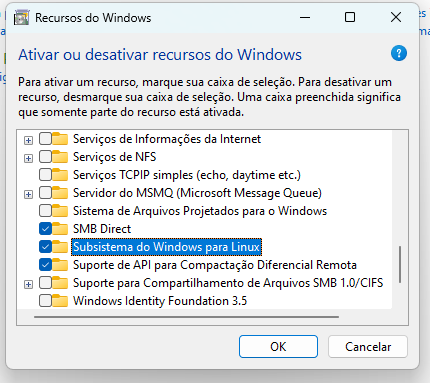 Recursos do Windows
Ativar ou desativar recursos do Windows
Para ativar um recurso, marque sua caixa de seleção. Para desativar um
recurso, desmarque sua caixa de seleção. Uma caixa preenchida significa
que somente parte do recurso está ativada.
Serviços de Informações da Internet
Serviços de NFS
Serviços TCPIP simples (echo, daytime etc.)
Servidor do MSMQ (Microsoft Message Queue)
Sistema de Arquivos Projetados para o Windows
SMB Direct
Subsistema do Windows para Linux
Suporte de API para Compactação Diferencial Remota
Suporte para Compartilhamento de Arquivos SMB 1.0/CIFS
Windows Identity Foundation 3.5
OK
Cancelar